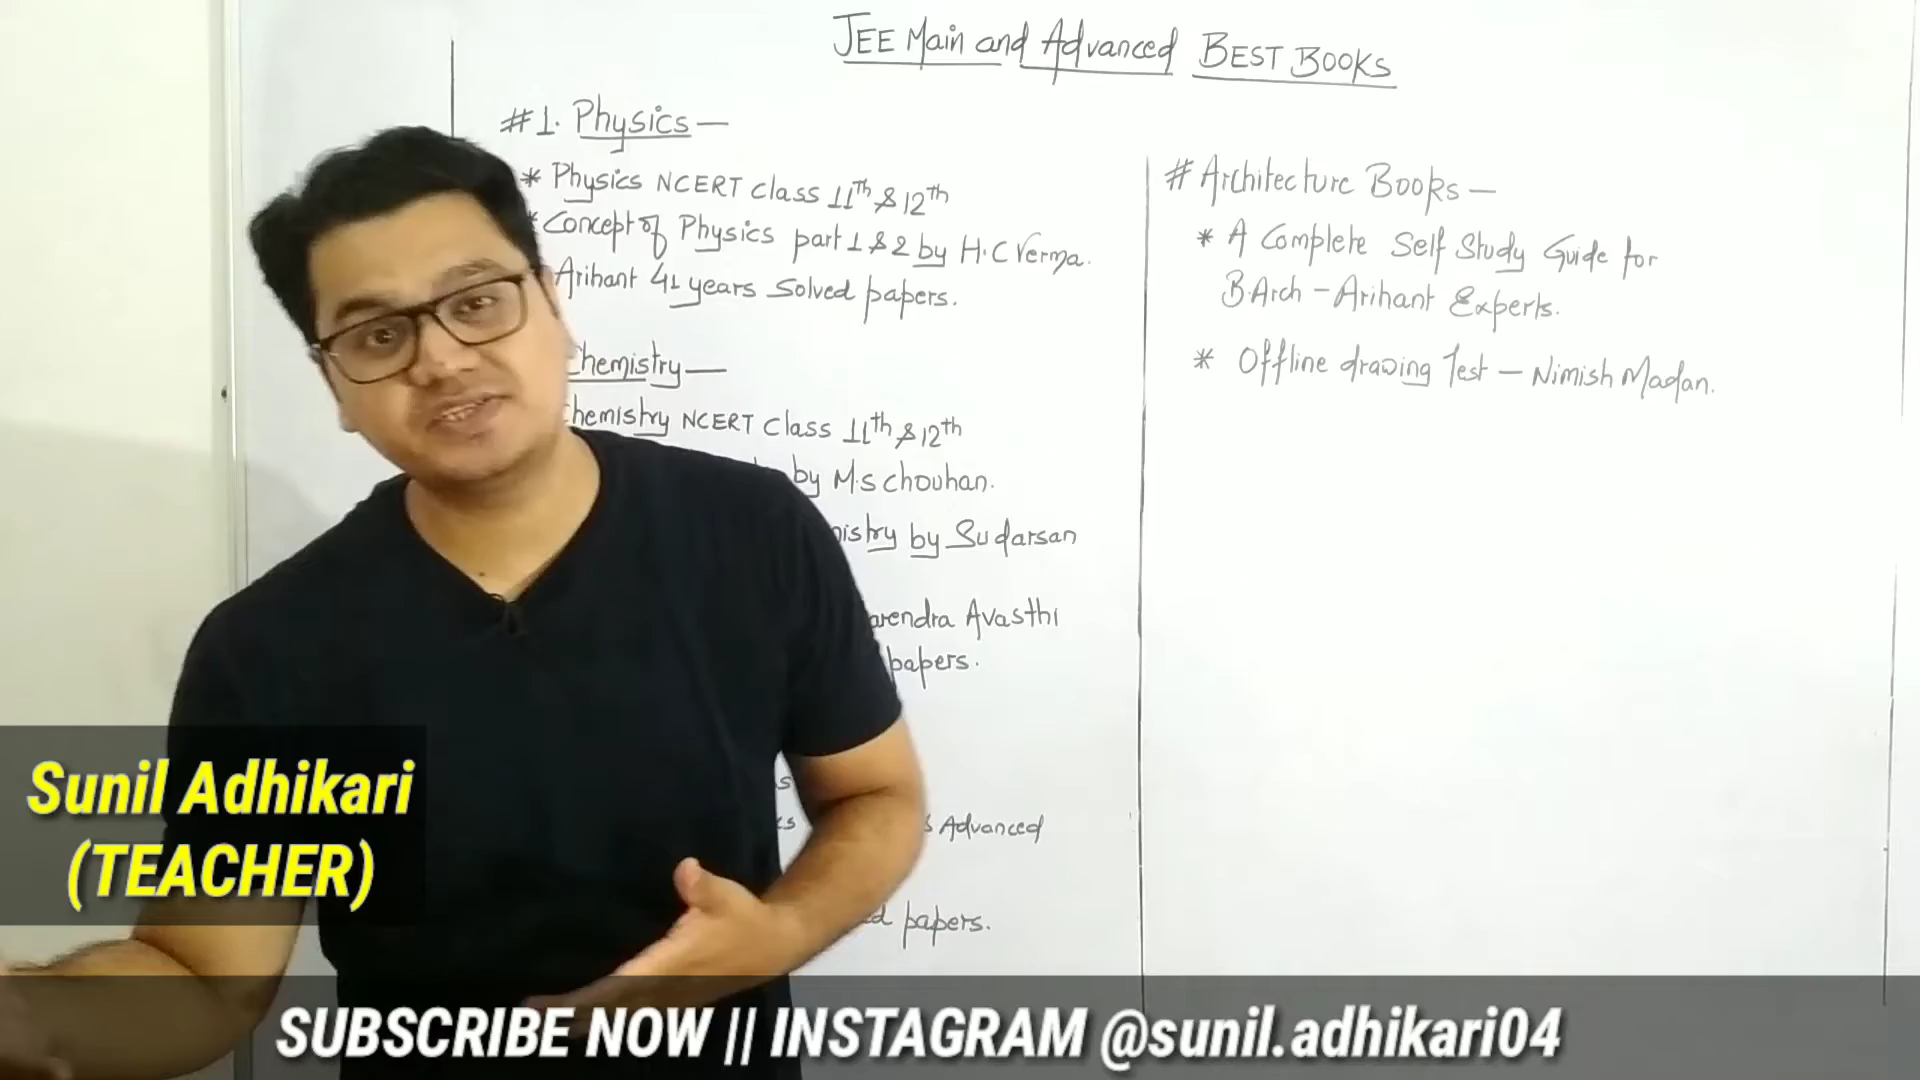 JEE Main and Advanced BEST BOOKS
#1. Physics —
* Physics NCERT class 11th & 12th
* Concept of Physics part 1 & 2 by H.C Verma.
Arihant 41 years Solved papers.
Chemistry —
Chemistry NCERT Class 11th & 12th
by M.S chouhan.
by Sudarsan
Avasthi
papers.
Advanced
papers.
# Architecture Books —
* A Complete Self Study Guide for
B.Arch - Arihant Experts.
* Offline drawing Test — Nimish Madan.
Sunil Adhikari
(TEACHER)
SUBSCRIBE NOW || INSTAGRAM @sunil.adhikari04